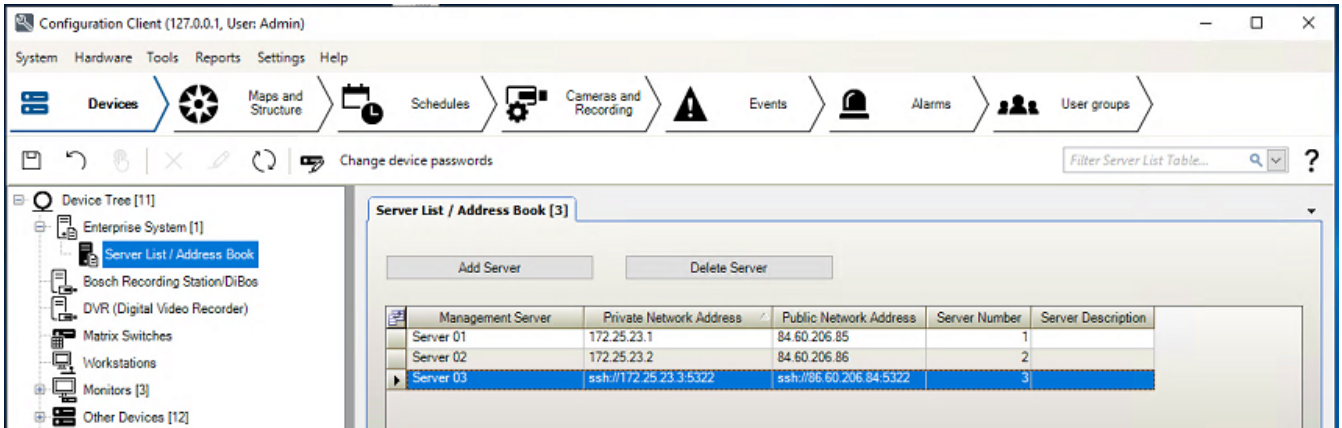 Configuration Client (127.0.0.1, User: Admin)
System Hardware Tools Reports Settings Help
Devices
Maps and
Structure
Schedules
Cameras and
Recording
Events
Alarms
User groups
Change device passwords
Filter Server List Table...
?
Device Tree [11]
Enterprise System [1]
Server List / Address Book
Bosch Recording Station/DiBos
DVR (Digital Video Recorder)
Matrix Switches
Workstations
Monitors [3]
Other Devices [12]
Server List / Address Book [3]
Add Server Delete Server
Management Server Private Network Address Public Network Address Server Number Server Description
Server 01 172.25.23.1 84.60.206.85 1
Server 02 172.25.23.2 84.60.206.86 2
Server 03 ssh://172.25.23.3:5322 ssh://86.60.206.84:5322 3